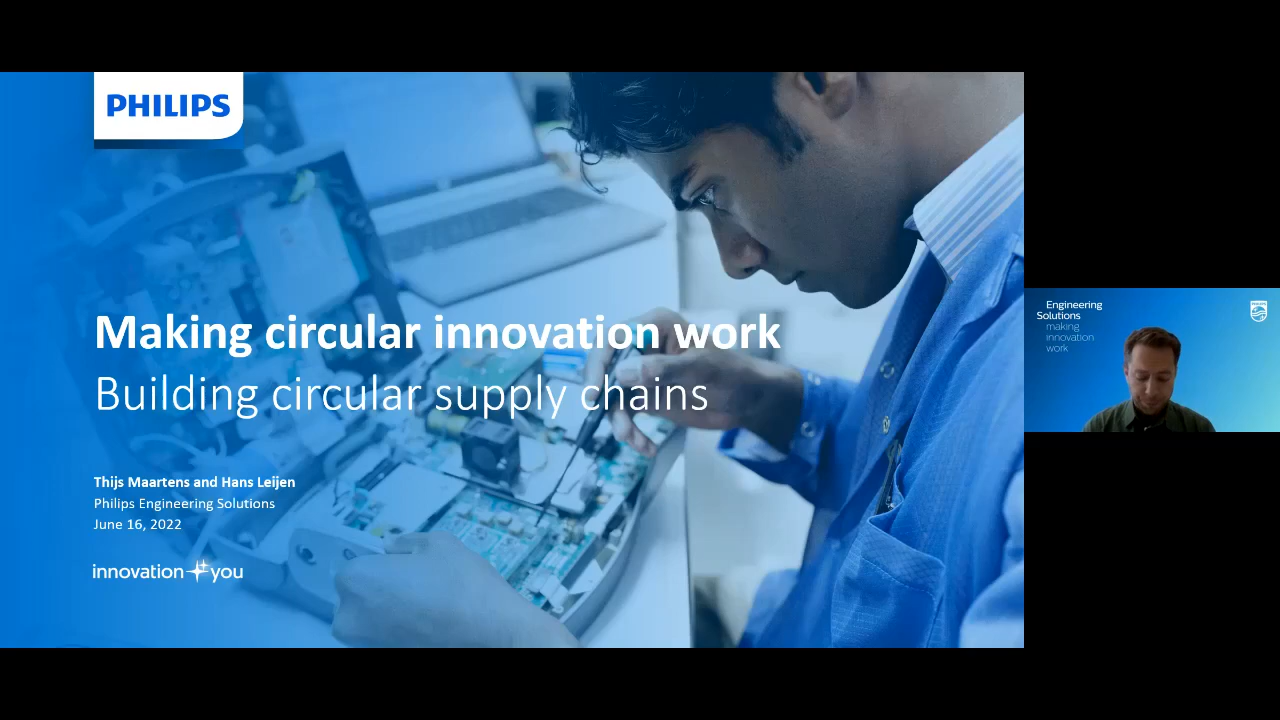 PHILIPS
Making circular innovation work
Building circular supply chains
Thijs Maartens and Hans Leijen
Philips Engineering Solutions
June 16, 2022
innovation you
Engineering
Solutions
making
innovation
work
PHILIPS